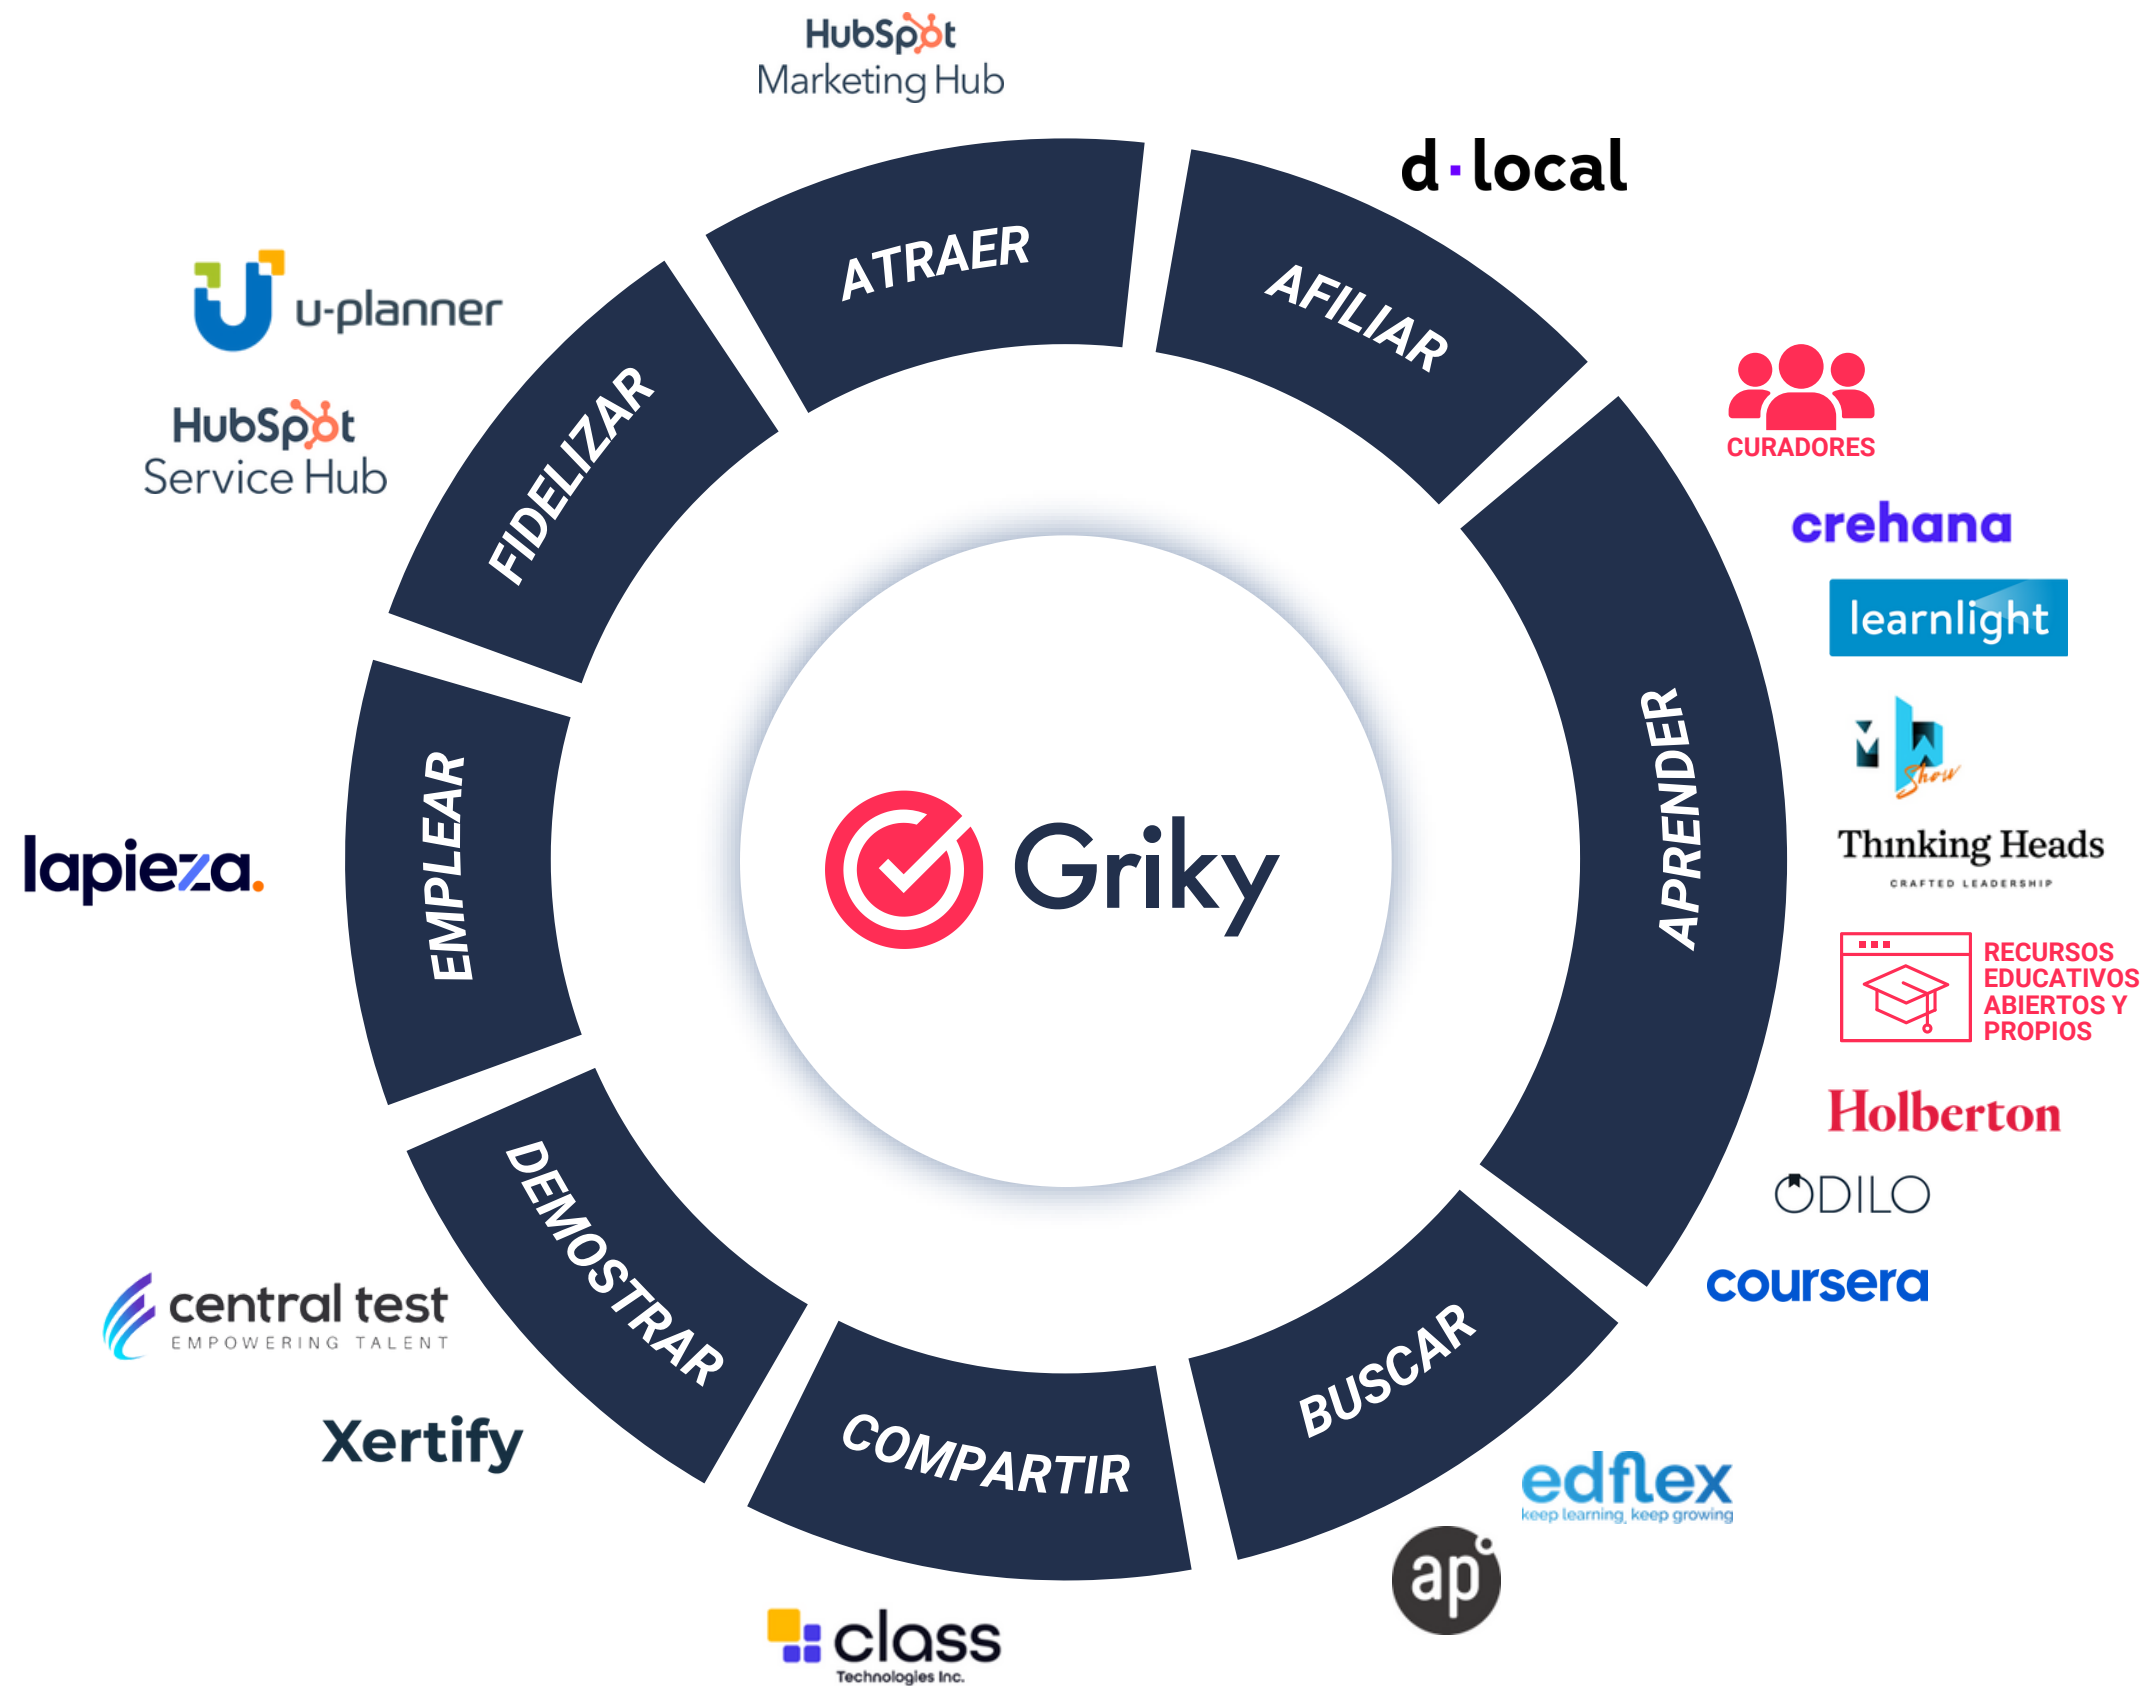 HubSpot
Marketing Hub
d·local
ATRAER
AFILIAR
u-planner
CURADORES
HubSpot
Service Hub
FIDELIZAR
crehana
learnlight
Show
APRENDER
Thinking Heads
CRAFTED LEADERSHIP
EMPLEAR
lapieza.
Griky
RECURSOS
EDUCATIVOS
ABIERTOS Y
PROPIOS
Holberton
ODILO
coursera
DEMOSTRAR
central test
EMPOWERING TALENT
BUSCAR
Xertify
COMPARTIR
edflex
keep learning, keep growing
ap
class
Technologies Inc.